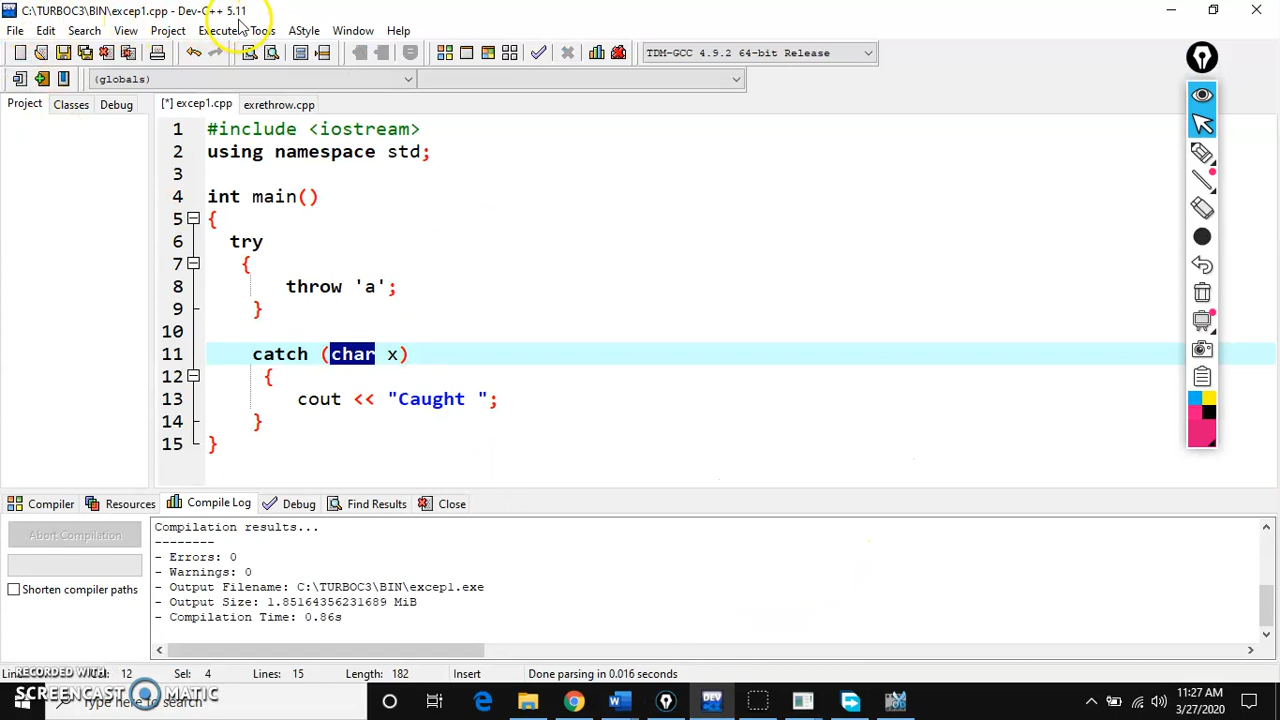 C:\TURBOC3\BIN\excep1.cpp - Dev-C++ 5.11
File Edit Search View Project Execute Tools AStyle Window Help
TDM-GCC 4.9.2 64-bit Release
(globals)
Project Classes Debug [*] excep1.cpp exrethrow.cpp
1 #include <iostream>
2 using namespace std;
3
4 int main()
5 {
6 try
7 {
8 throw 'a';
9 }
10
11 catch (char x)
12 {
13 cout << "Caught ";
14 }
15 }
Compiler Resources Compile Log Debug Find Results Close
Abort Compilation
Shorten compiler paths
Compilation results...
--------
- Errors: 0
- Warnings: 0
- Output Filename: C:\TURBOC3\BIN\excep1.exe
- Output Size: 1.85164356231689 MiB
- Compilation Time: 0.86s
Col: 12 Sel: 4 Lines: 15 Length: 182 Insert Done parsing in 0.016 seconds
RECORDED WITH
SCREENCAST MATIC
Type here to search
DEV
11:27 AM
3/27/2020